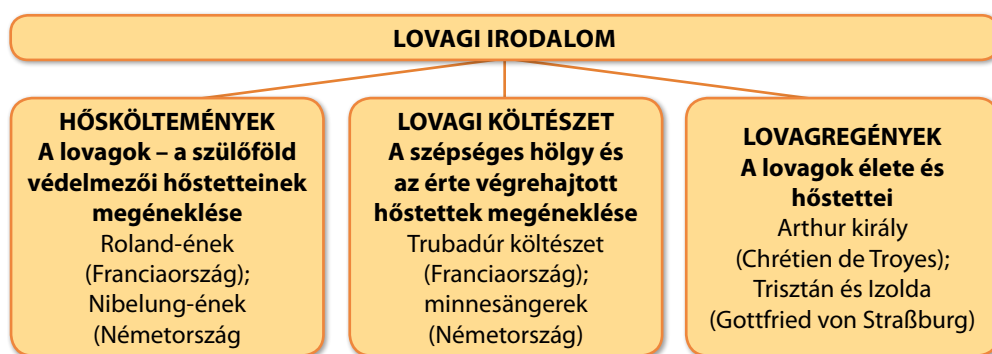 LOVAGI IRODALOM
HŐSKÖLTEMÉNYEK
A lovagok – a szülőföld
védelmezői hőstetteinek
megéneklése
Roland-ének
(Franciaország);
Nibelung-ének
(Németország
LOVAGI KÖLTÉSZET
A szépséges hölgy és
az érte végrehajtott
hőstettek megéneklése
Trubadúr költészet
(Franciaország);
minnesängerek
(Németország)
LOVAGREGÉNYEK
A lovagok élete és
hőstettei
Arthur király
(Chrétien de Troyes);
Trisztán és Izolda
(Gottfried von Straßburg)